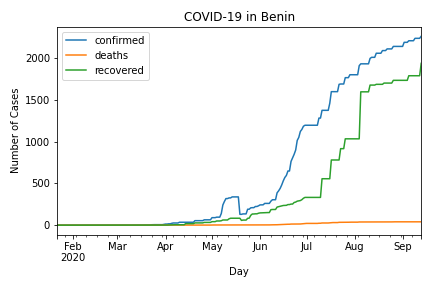 COVID-19 in Benin
confirmed
deaths
recovered
Number of Cases
2000
1500
1000
500
0
Feb Mar Apr May Jun Jul Aug Sep
2020
Day